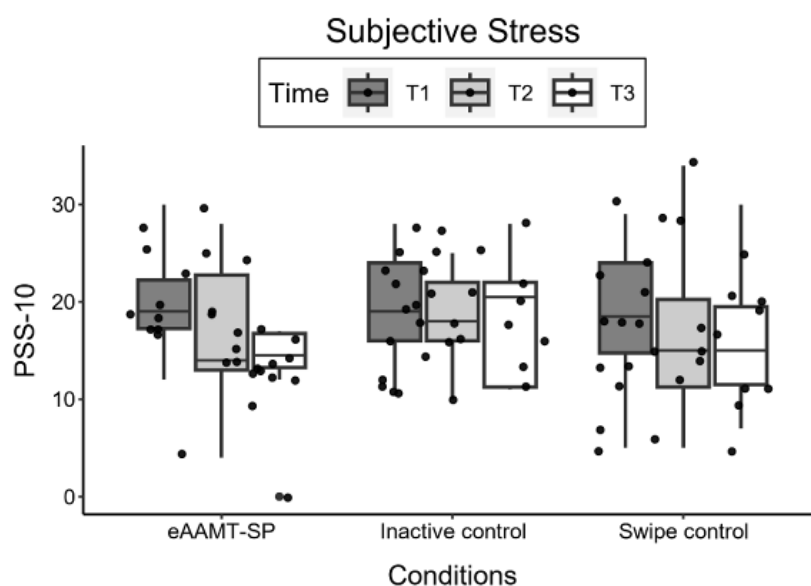 Subjective Stress
Time T1 T2 T3
PSS-10
30
20
10
0
eAAMT-SP Inactive control Swipe control
Conditions